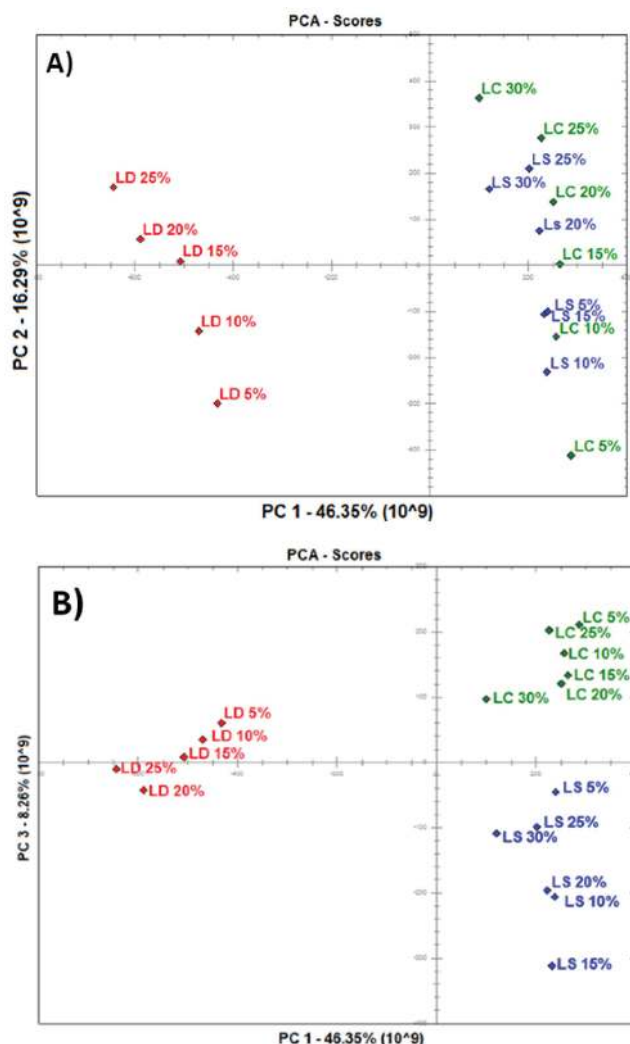 PCA - Scores
A)
LC 30%
LC 25%
LS 25%
LD 25%
LS 30%
LC 20%
LD 20%
Ls 20%
LD 15%
LC 15%
LS 5%
LS 15%
LD 10%
LC 10%
LS 10%
LD 5%
LC 5%
PC 2 - 16.29% (10^9)
PC 1 - 46.35% (10^9)
PCA - Scores
B)
LC 5%
LC 25%
LC 10%
LC 15%
LC 30%
LC 20%
LD 5%
LD 10%
LD 15%
LD 25%
LD 20%
LS 5%
LS 25%
LS 30%
LS 20%
LS 10%
LS 15%
PC 3 - 8.26% (10^9)
PC 1 - 46.35% (10^9)